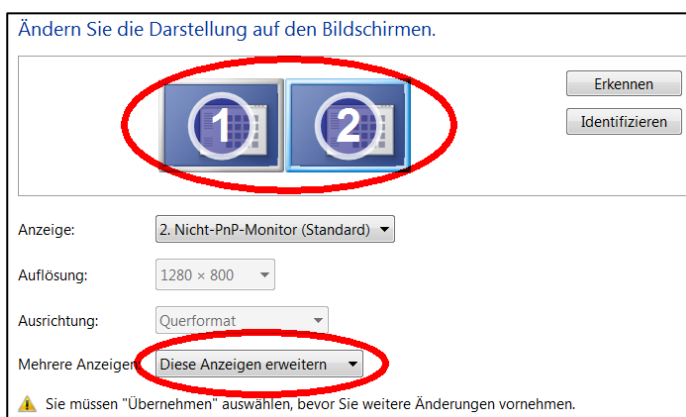 Ändern Sie die Darstellung auf den Bildschirmen.
1 2
Erkennen
Identifizieren
Anzeige: 2. Nicht-PnP-Monitor (Standard)
Auflösung: 1280 × 800
Ausrichtung: Querformat
Mehrere Anzeigen Diese Anzeigen erweitern
Sie müssen "Übernehmen" auswählen, bevor Sie weitere Änderungen vornehmen.